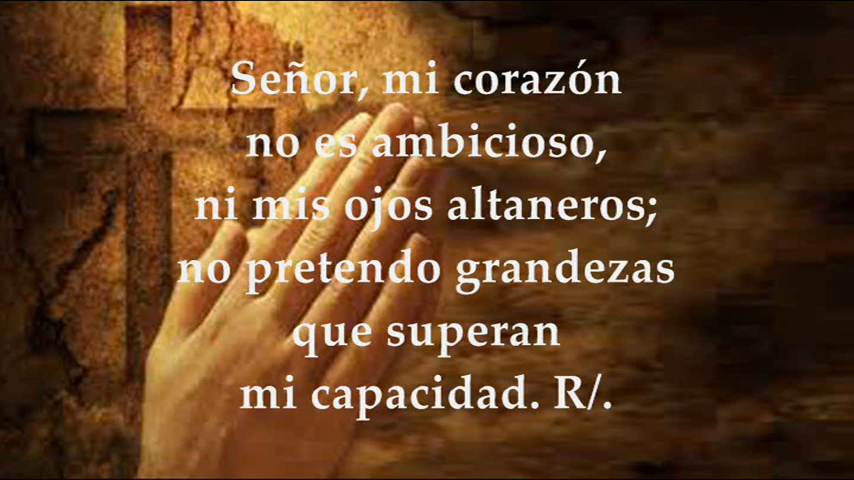 Señor, mi corazón
no es ambicioso,
ni mis ojos altaneros;
no pretendo grandezas
que superan
mi capacidad. R/.